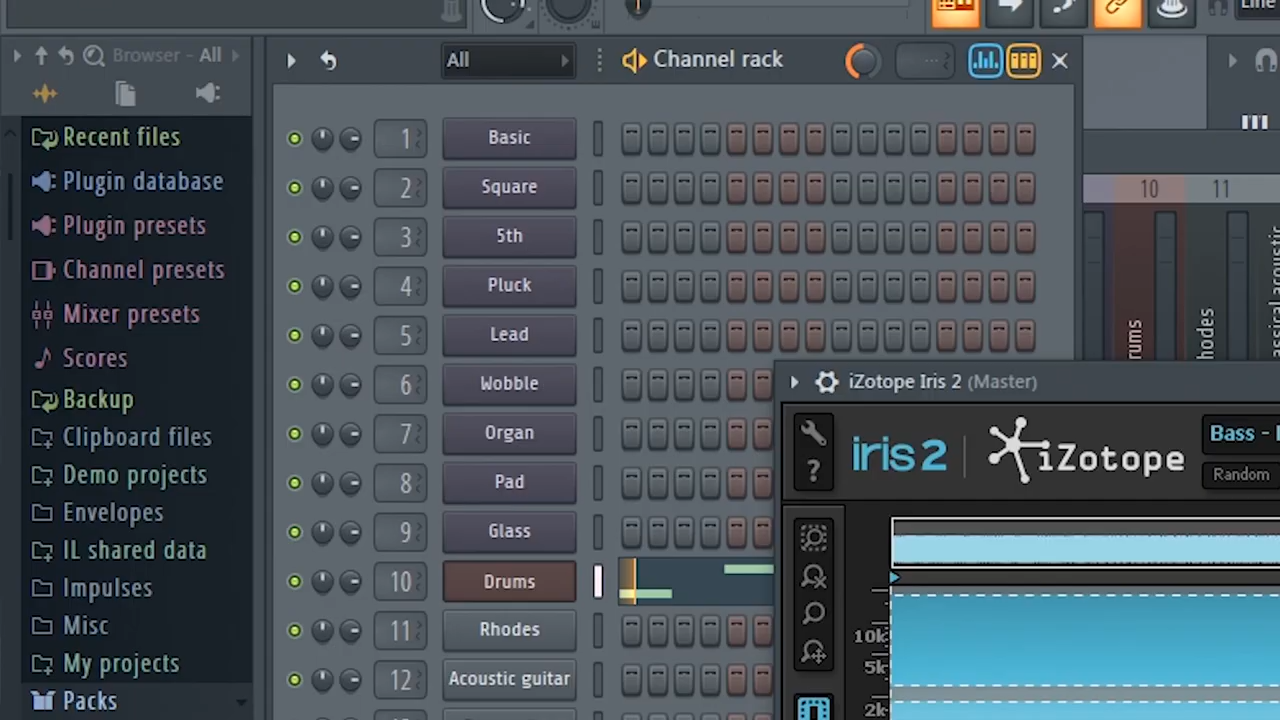 Line
Browser - All
All
Channel rack
Recent files
Plugin database
Plugin presets
Channel presets
Mixer presets
Scores
Backup
Clipboard files
Demo projects
Envelopes
IL shared data
Impulses
Misc
My projects
Packs
1 Basic
2 Square
3 5th
4 Pluck
5 Lead
6 Wobble
7 Organ
8 Pad
9 Glass
10 Drums
11 Rhodes
12 Acoustic guitar
10 11
rums
hodes
assical acoustic
iZotope Iris 2 (Master)
?
iris 2
iZotope
Bass -
Random
10k
5k
2k